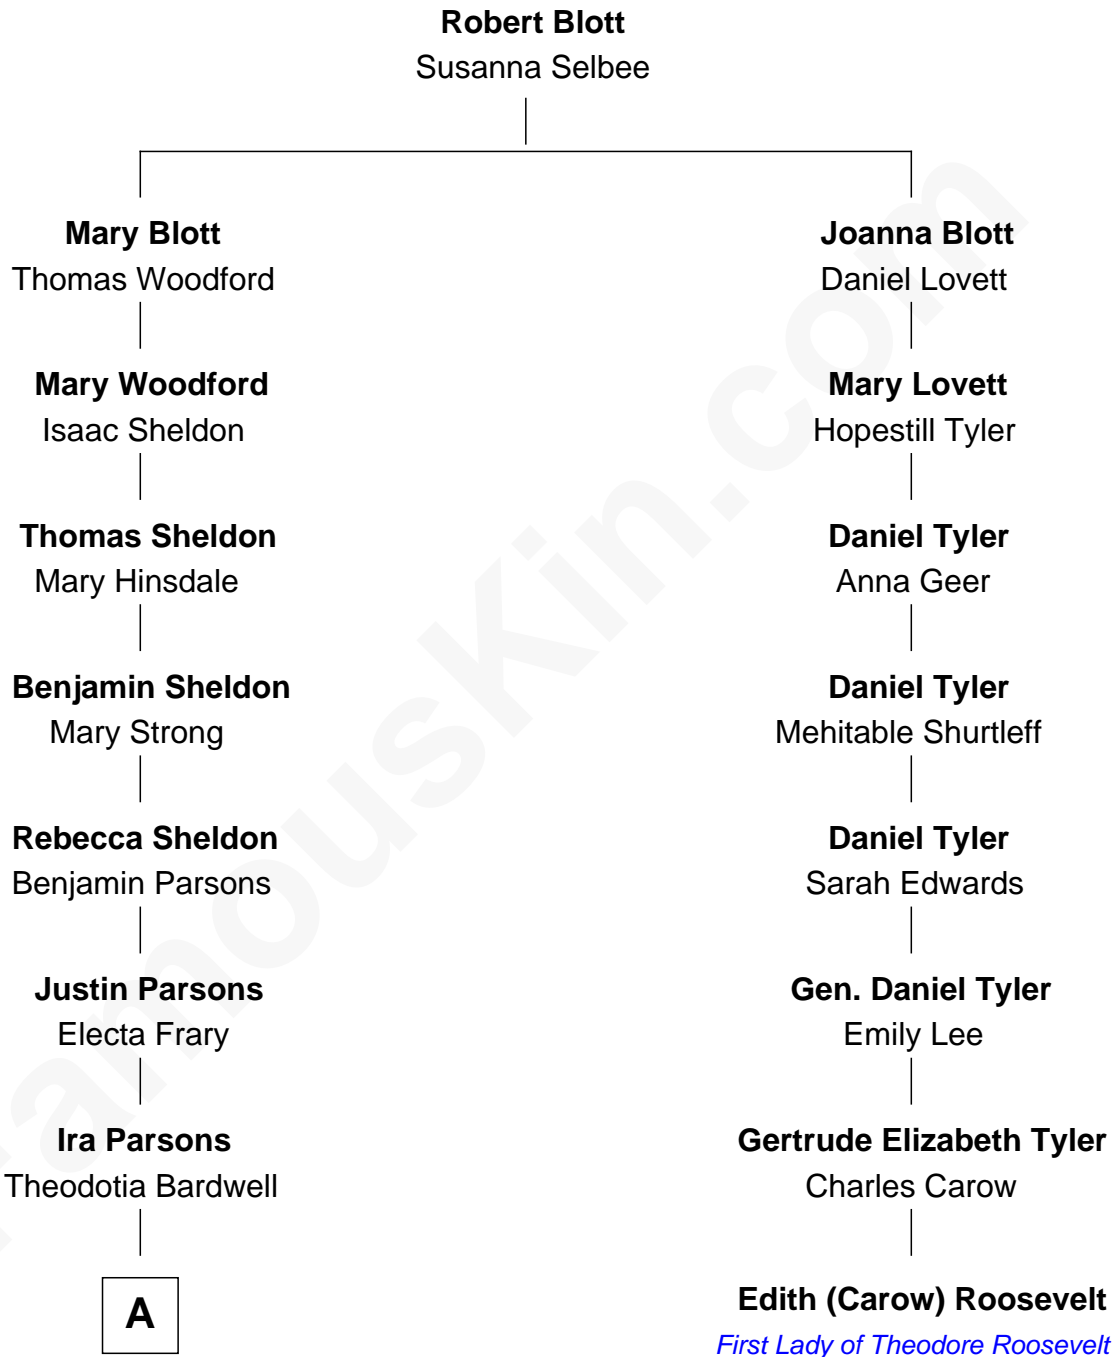 Robert Blott
Susanna Selbee
Mary Blott
Thomas Woodford
Mary Woodford
Isaac Sheldon
Thomas Sheldon
Mary Hinsdale
Benjamin Sheldon
Mary Strong
Rebecca Sheldon
Benjamin Parsons
Justin Parsons
Electa Frary
Ira Parsons
Theodotia Bardwell
A
Joanna Blott
Daniel Lovett
Mary Lovett
Hopestill Tyler
Daniel Tyler
Anna Geer
Daniel Tyler
Mehitable Shurtleff
Daniel Tyler
Sarah Edwards
Gen. Daniel Tyler
Emily Lee
Gertrude Elizabeth Tyler
Charles Carow
Edith (Carow) Roosevelt
First Lady of Theodore Roosevelt
FamousKin.com